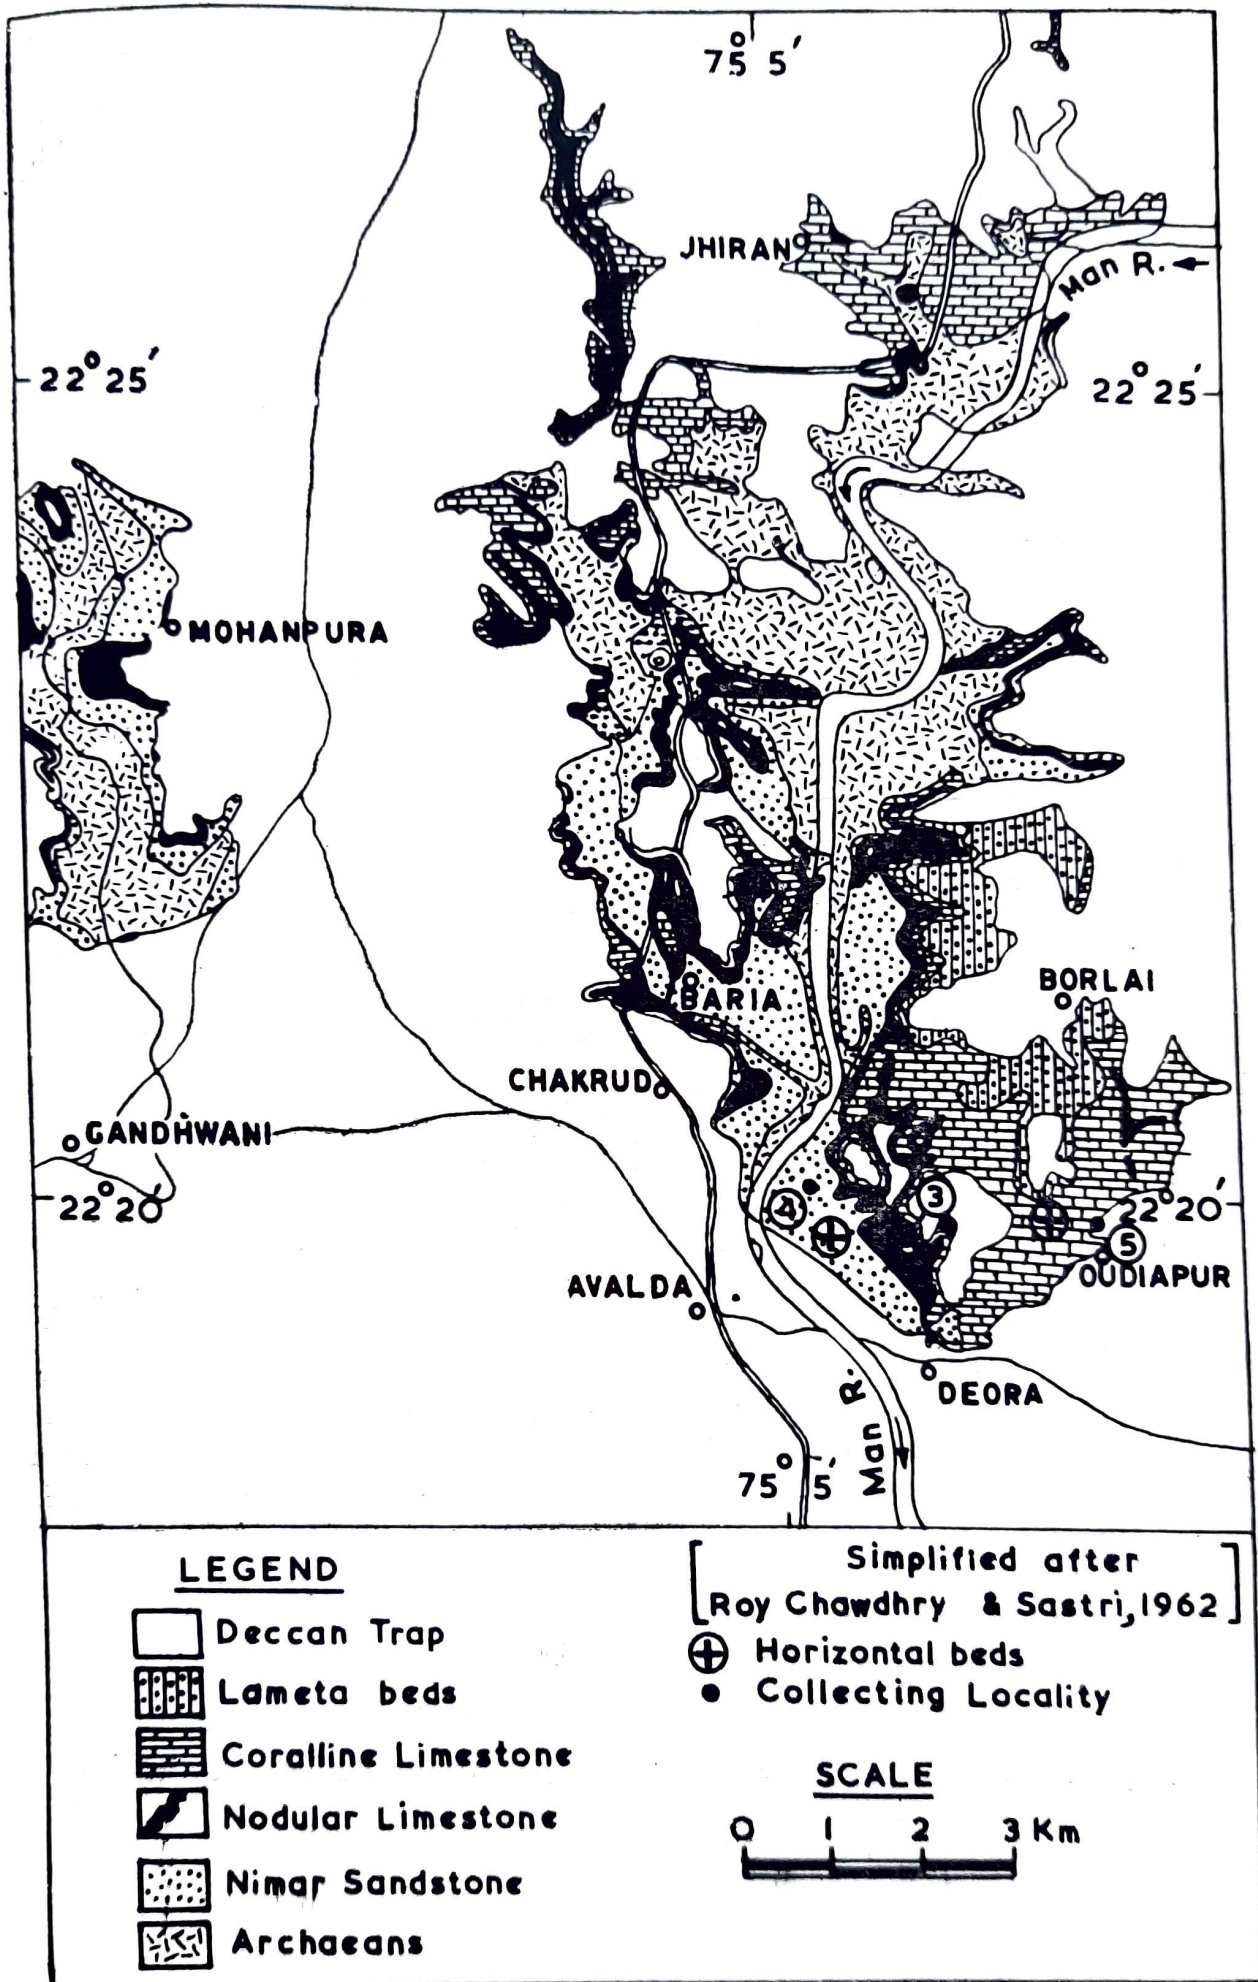 75° 5′
JHIRAN
Man R.
22° 25′
22° 25′
MOHANPURA
BORLAI
BARIA
CHAKRUD
GANDHWANI
22° 20′
3
4
22° 20′
5
OUDIAPUR
AVALDA
DEORA
Man R.
75° 5′
LEGEND
Deccan Trap
Lameta beds
Coralline Limestone
Nodular Limestone
Nimar Sandstone
Archaeans
[Simplified after
Roy Chawdhry & Sastri, 1962]
Horizontal beds
Collecting Locality
SCALE
0 1 2 3 Km